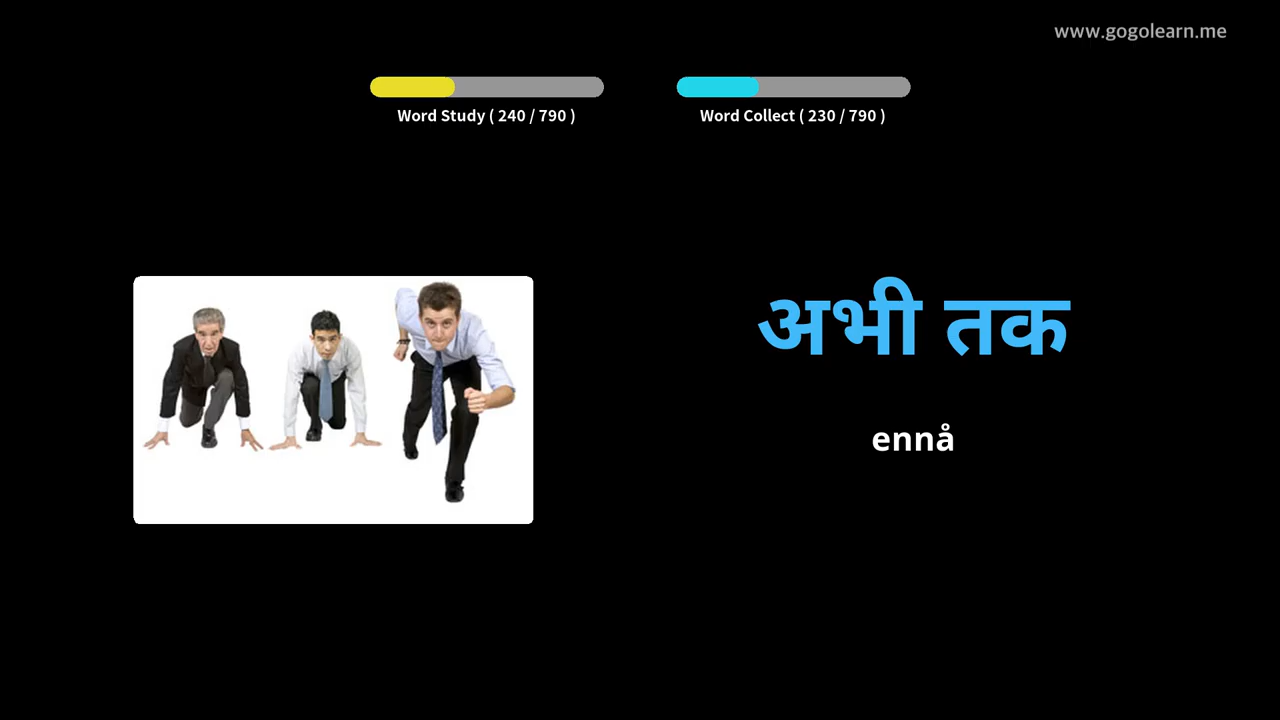 www.gogolearn.me
Word Study ( 240 / 790 )
Word Collect ( 230 / 790 )
अभी तक
ennå